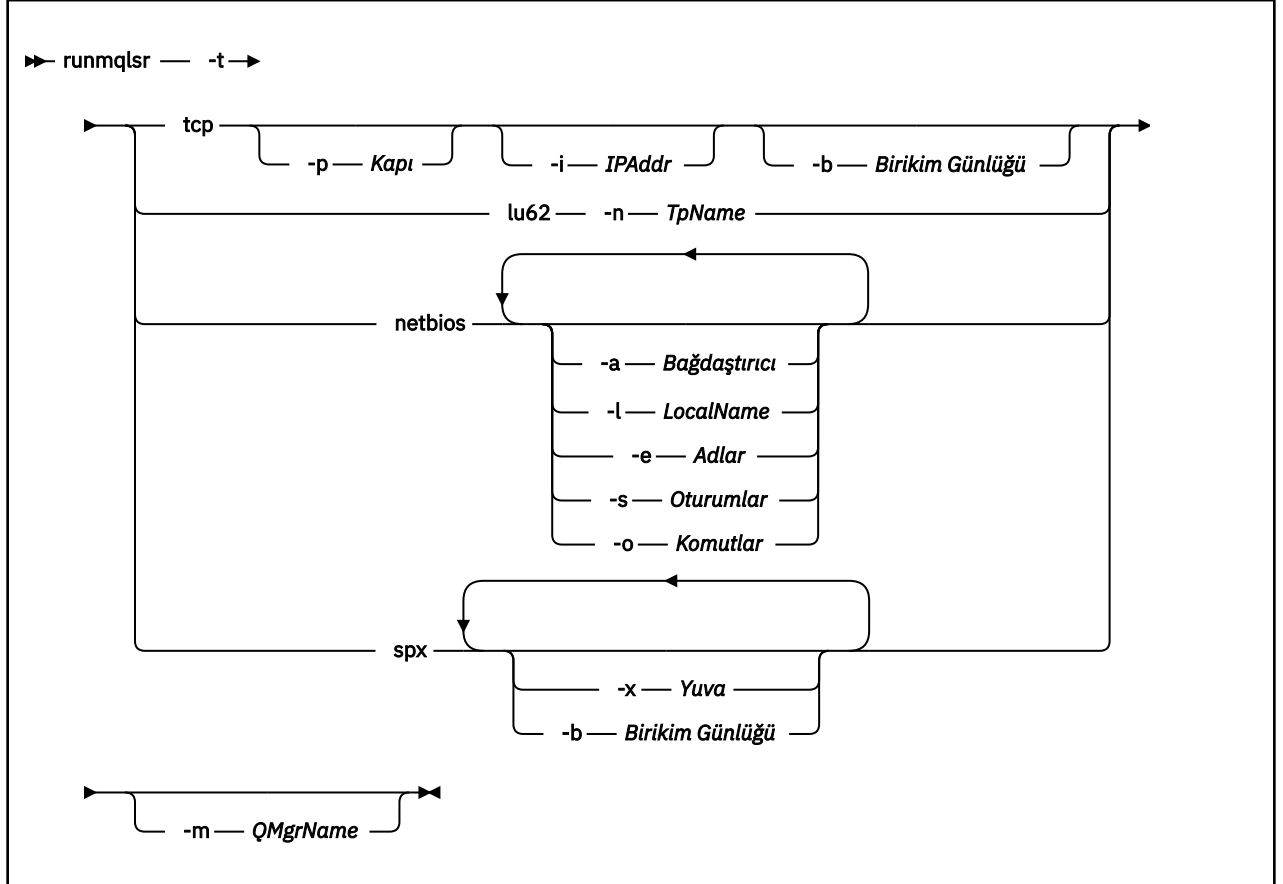 runmqlsr -t
tcp
-p Kapı -i IPAddr -b Birikim Günlüğü
lu62 -n TpName
netbios
-a Bağdaştırıcı
-l LocalName
-e Adlar
-s Oturumlar
-o Komutlar
spx
-x Yuva
-b Birikim Günlüğü
-m QMgrName